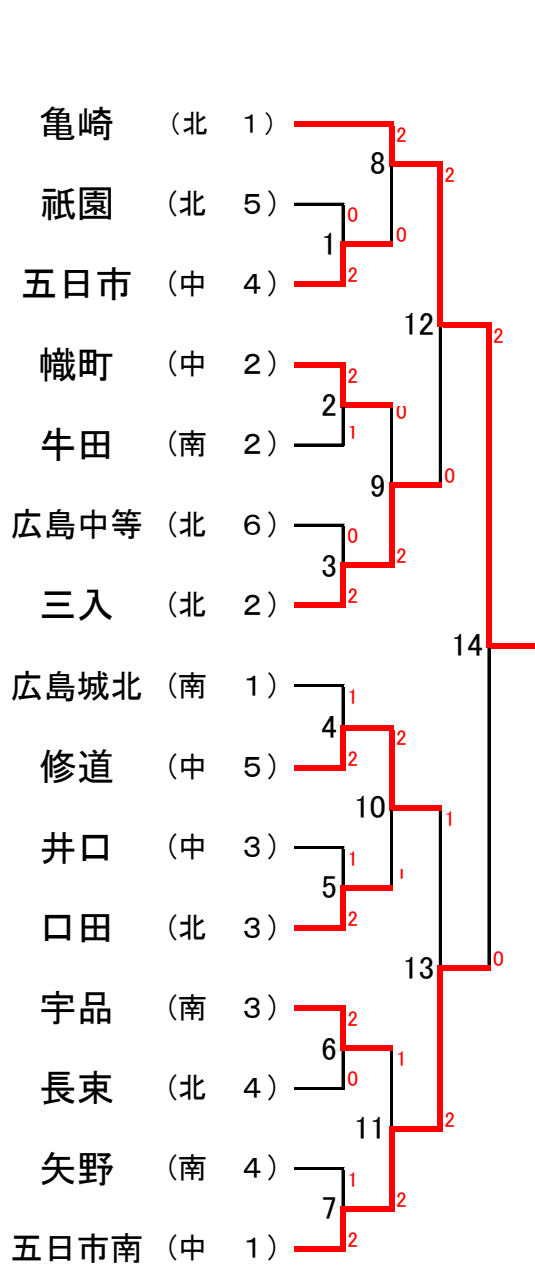 亀崎 （北 1）
2
8
2
祇園 （北 5）
0
1
0
五日市 （中 4）
2
12
2
幟町 （中 2）
2
2
0
牛田 （南 2）
1
9
0
広島中等 （北 6）
0
3
2
三入 （北 2）
2
14
広島城北 （南 1）
1
4
2
修道 （中 5）
2
10
1
井口 （中 3）
1
5
口田 （北 3）
2
13
0
宇品 （南 3）
2
6
1
長束 （北 4）
0
11
2
矢野 （南 4）
1
7
2
五日市南 （中 1）
2